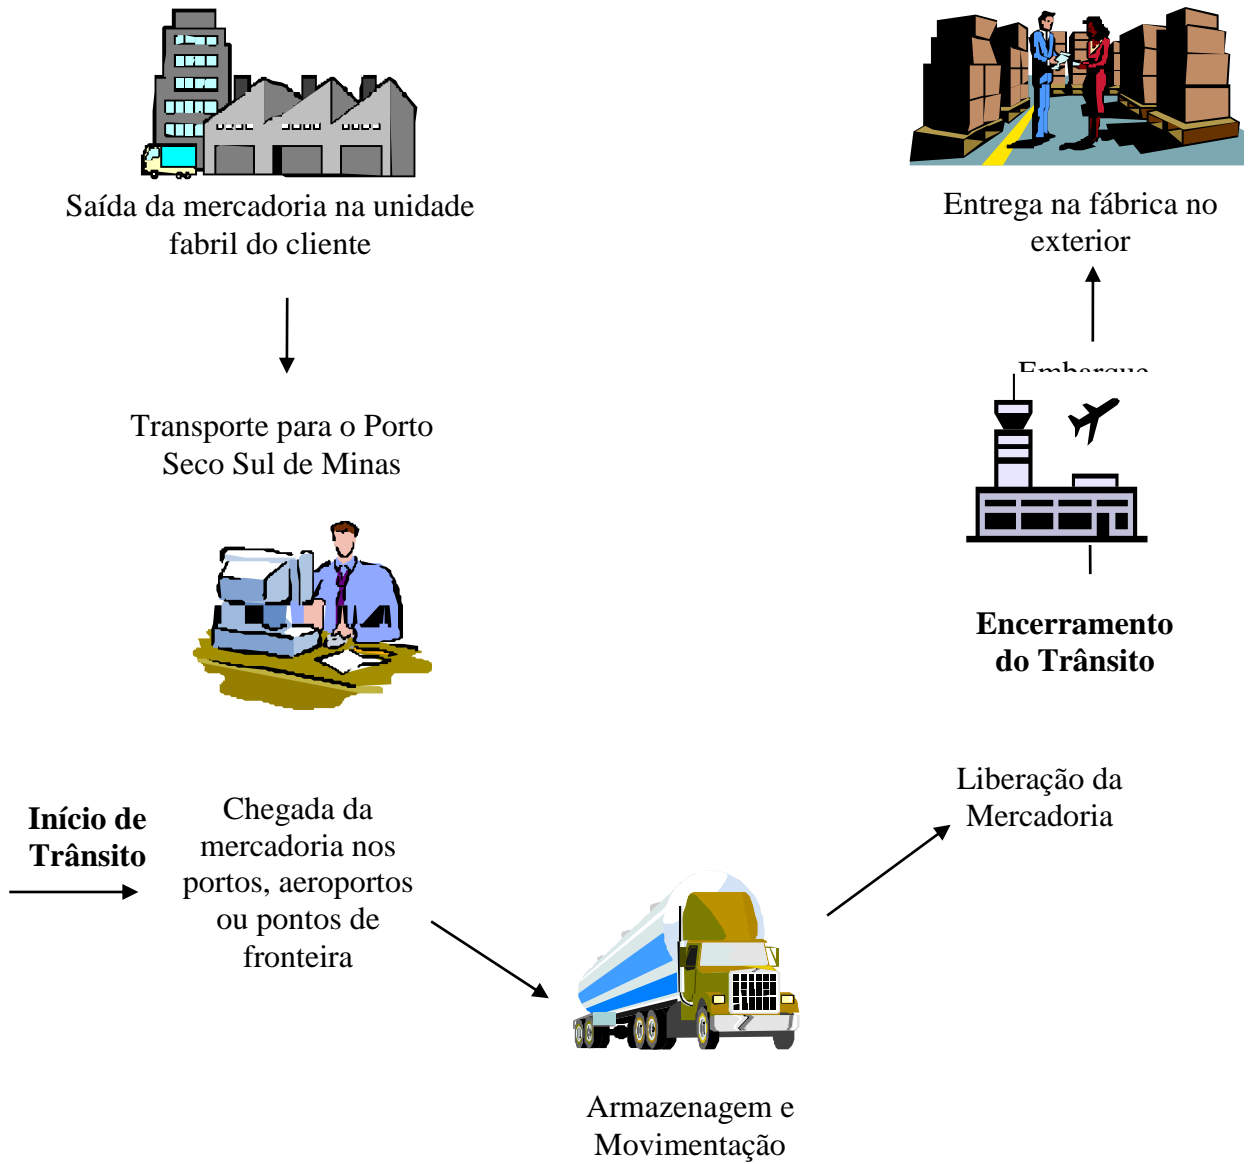 Saída da mercadoria na unidade
fabril do cliente
Transporte para o Porto
Seco Sul de Minas
Início de
Trânsito
Chegada da
mercadoria nos
portos, aeroportos
ou pontos de
fronteira
Armazenagem e
Movimentação
Liberação da
Mercadoria
Encerramento
do Trânsito
Embarque
Entrega na fábrica no
exterior